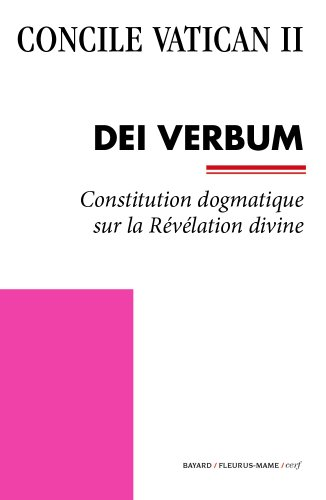 CONCILE VATICAN II
DEI VERBUM
Constitution dogmatique
sur la Révélation divine
BAYARD / FLEURUS-MAME / cerf